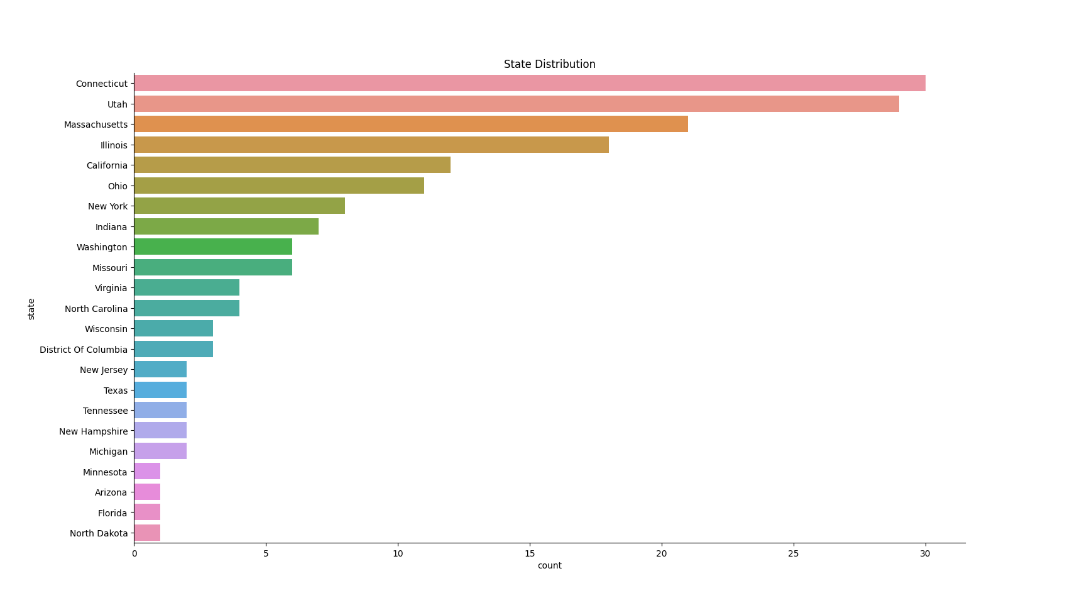 State Distribution
state
Connecticut
Utah
Massachusetts
Illinois
California
Ohio
New York
Indiana
Washington
Missouri
Virginia
North Carolina
Wisconsin
District Of Columbia
New Jersey
Texas
Tennessee
New Hampshire
Michigan
Minnesota
Arizona
Florida
North Dakota
0 5 10 15 20 25 30
count